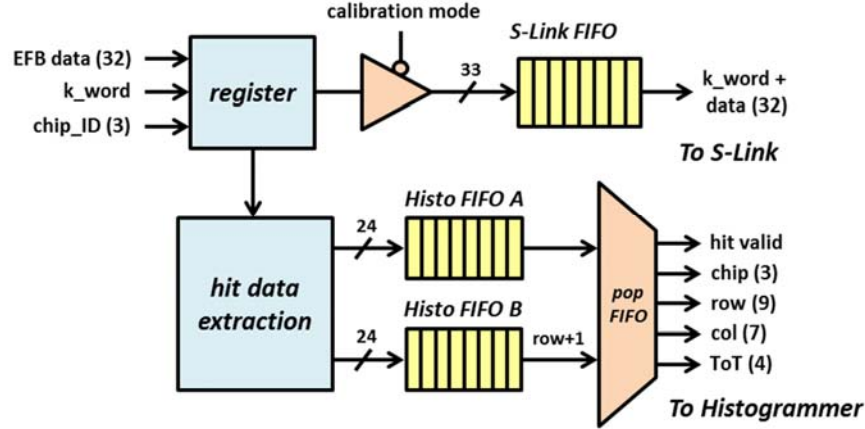 calibration mode
S-Link FIFO
EFB data (32)
k_word
chip_ID (3)
register
33
k_word +
data (32)
To S-Link
Histo FIFO A
24
hit data
extraction
Histo FIFO B
24
row+1
pop
FIFO
hit valid
chip (3)
row (9)
col (7)
ToT (4)
To Histogrammer